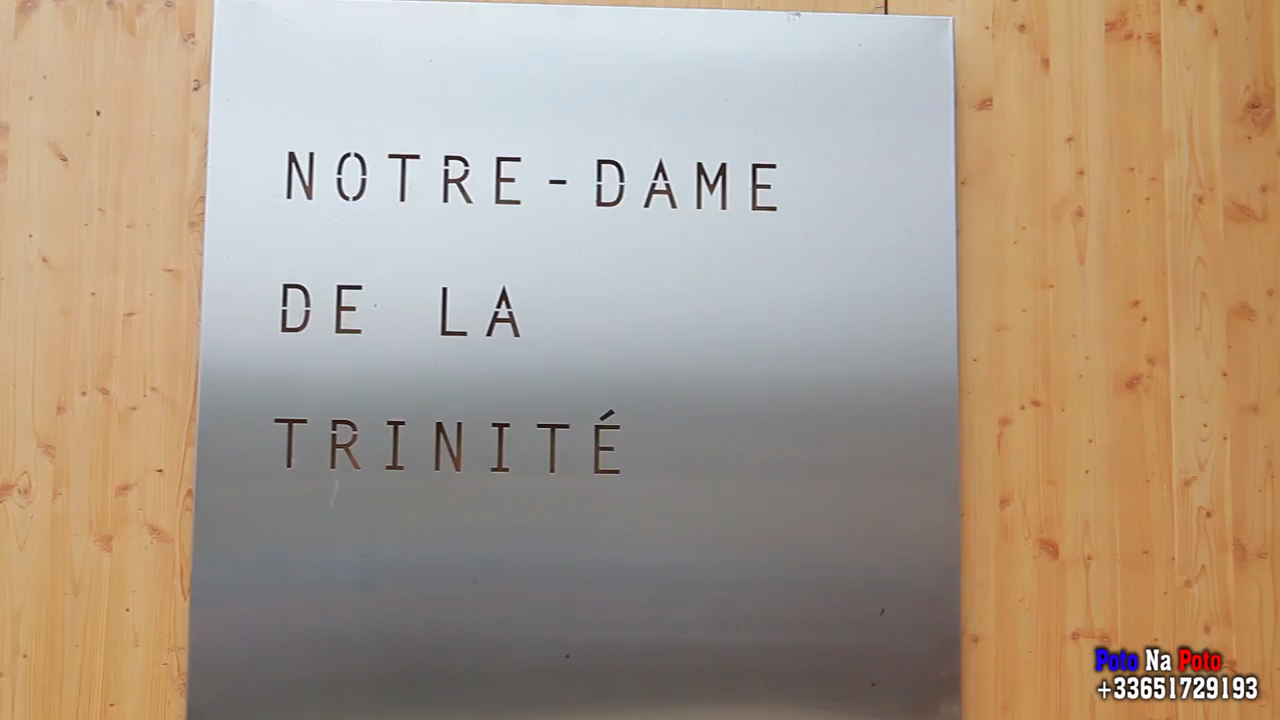 NOTRE-DAME
DE LA
TRINITÉ
Poto Na Poto
+33651729193